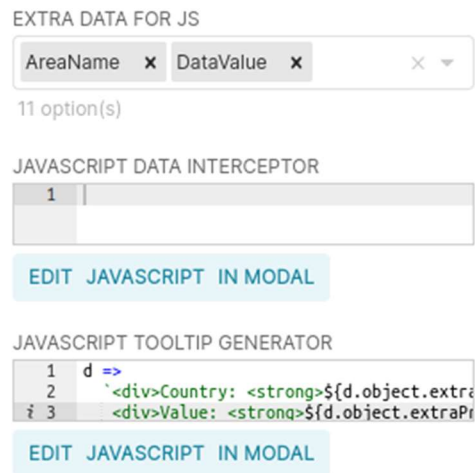 EXTRA DATA FOR JS
AreaName x DataValue x
11 option(s)
JAVASCRIPT DATA INTERCEPTOR
1
EDIT JAVASCRIPT IN MODAL
JAVASCRIPT TOOLTIP GENERATOR
1 d =>
2 `<div>Country: <strong>${d.object.extra
i 3 <div>Value: <strong>${d.object.extraPr
EDIT JAVASCRIPT IN MODAL